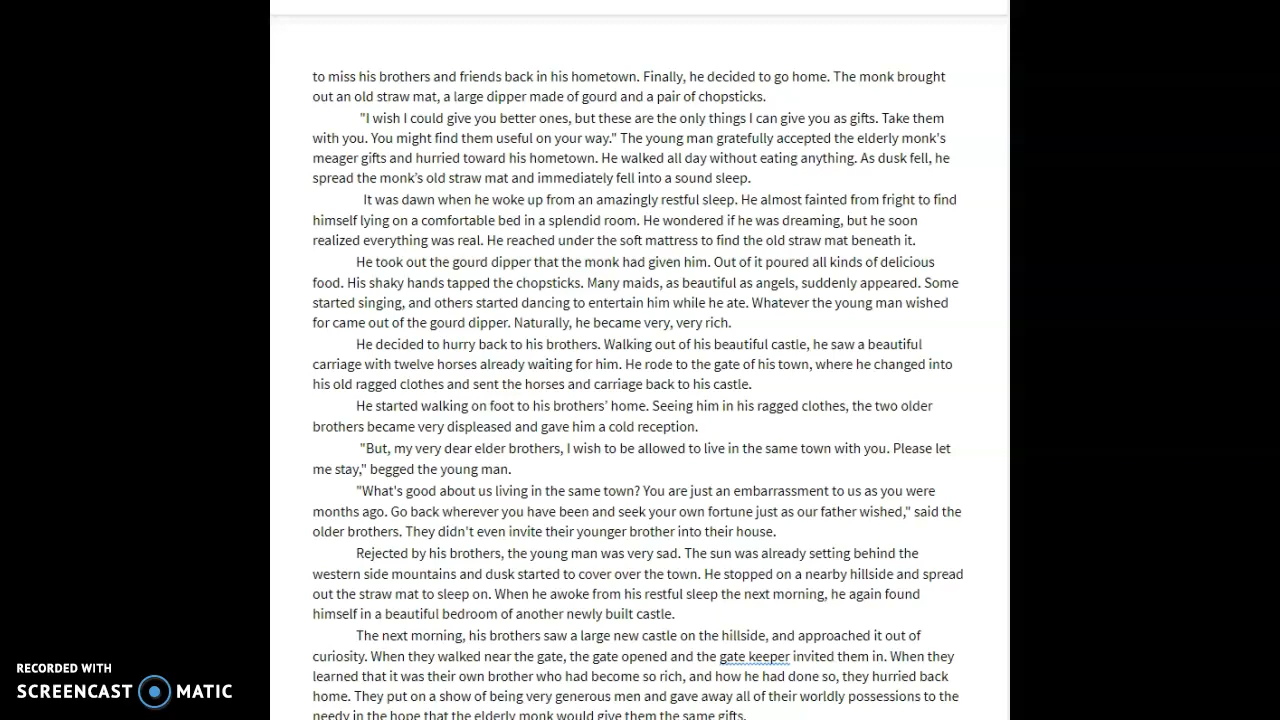 to miss his brothers and friends back in his hometown. Finally, he decided to go home. The monk brought
out an old straw mat, a large dipper made of gourd and a pair of chopsticks.
"I wish I could give you better ones, but these are the only things I can give you as gifts. Take them
with you. You might find them useful on your way." The young man gratefully accepted the elderly monk's
meager gifts and hurried toward his hometown. He walked all day without eating anything. As dusk fell, he
spread the monk's old straw mat and immediately fell into a sound sleep.
It was dawn when he woke up from an amazingly restful sleep. He almost fainted from fright to find
himself lying on a comfortable bed in a splendid room. He wondered if he was dreaming, but he soon
realized everything was real. He reached under the soft mattress to find the old straw mat beneath it.
He took out the gourd dipper that the monk had given him. Out of it poured all kinds of delicious
food. His shaky hands tapped the chopsticks. Many maids, as beautiful as angels, suddenly appeared. Some
started singing, and others started dancing to entertain him while he ate. Whatever the young man wished
for came out of the gourd dipper. Naturally, he became very, very rich.
He decided to hurry back to his brothers. Walking out of his beautiful castle, he saw a beautiful
carriage with twelve horses already waiting for him. He rode to the gate of his town, where he changed into
his old ragged clothes and sent the horses and carriage back to his castle.
He started walking on foot to his brothers' home. Seeing him in his ragged clothes, the two older
brothers became very displeased and gave him a cold reception.
"But, my very dear elder brothers, I wish to be allowed to live in the same town with you. Please let
me stay," begged the young man.
"What's good about us living in the same town? You are just an embarrassment to us as you were
months ago. Go back wherever you have been and seek your own fortune just as our father wished," said the
older brothers. They didn't even invite their younger brother into their house.
Rejected by his brothers, the young man was very sad. The sun was already setting behind the
western side mountains and dusk started to cover over the town. He stopped on a nearby hillside and spread
out the straw mat to sleep on. When he awoke from his restful sleep the next morning, he again found
himself in a beautiful bedroom of another newly built castle.
The next morning, his brothers saw a large new castle on the hillside, and approached it out of
curiosity. When they walked near the gate, the gate opened and the gate keeper invited them in. When they
learned that it was their own brother who had become so rich, and how he had done so, they hurried back
home. They put on a show of being very generous men and gave away all of their worldly possessions to the
needy in the hope that the elderly monk would give them the same gifts.
RECORDED WITH
SCREENCAST MATIC